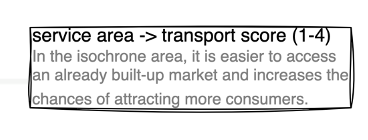 service area -> transport score (1-4)
In the isochrone area, it is easier to access
an already built-up market and increases the
chances of attracting more consumers.